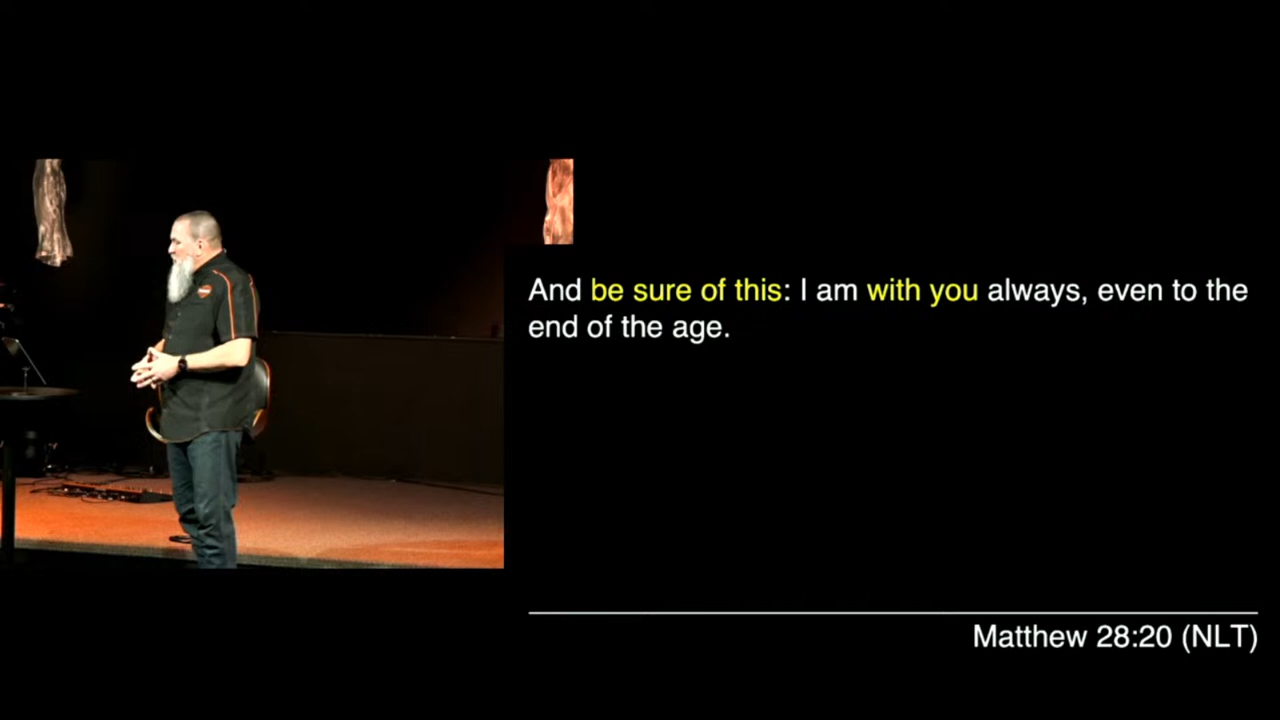 And be sure of this: I am with you always, even to the
end of the age.
Matthew 28:20 (NLT)